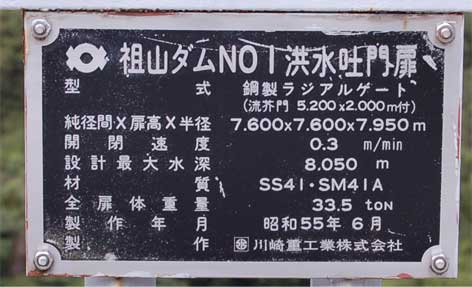 祖山ダムNO1洪水吐門扉
型式 鋼製ラジアルゲート
(流芥門 5.200x2.000m付)
純径間X扉高X半径 7.600x7.600x7.950m
開閉速度 0.3 m/min
設計最大水深 8.050 m
材質 SS41・SM41A
全扉体重量 33.5 TON
製作年月 昭和55年6月
製作 川崎重工業株式会社